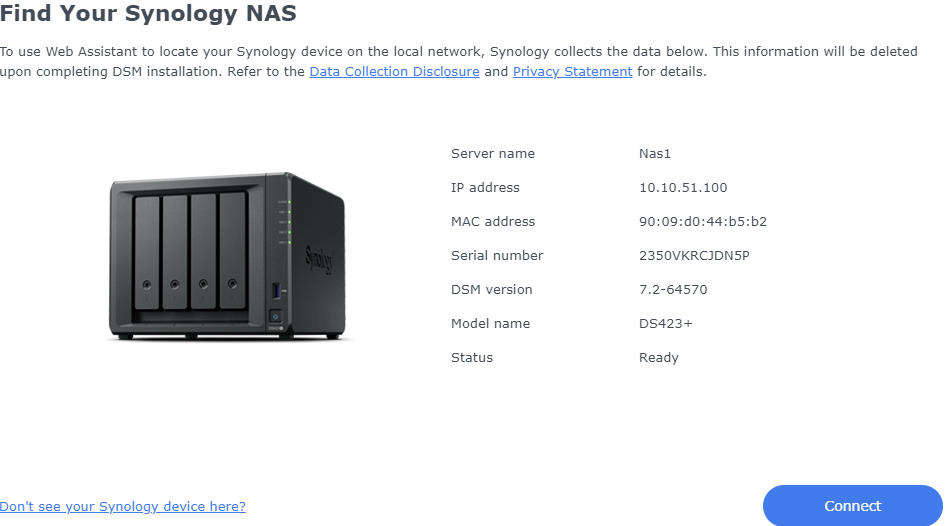 Find Your Synology NAS
To use Web Assistant to locate your Synology device on the local network, Synology collects the data below. This information will be deleted
upon completing DSM installation. Refer to the Data Collection Disclosure and Privacy Statement for details.
Server name Nas1
IP address 10.10.51.100
MAC address 90:09:d0:44:b5:b2
Serial number 2350VKRCJDN5P
DSM version 7.2-64570
Model name DS423+
Status Ready
Synology
Don't see your Synology device here?
Connect